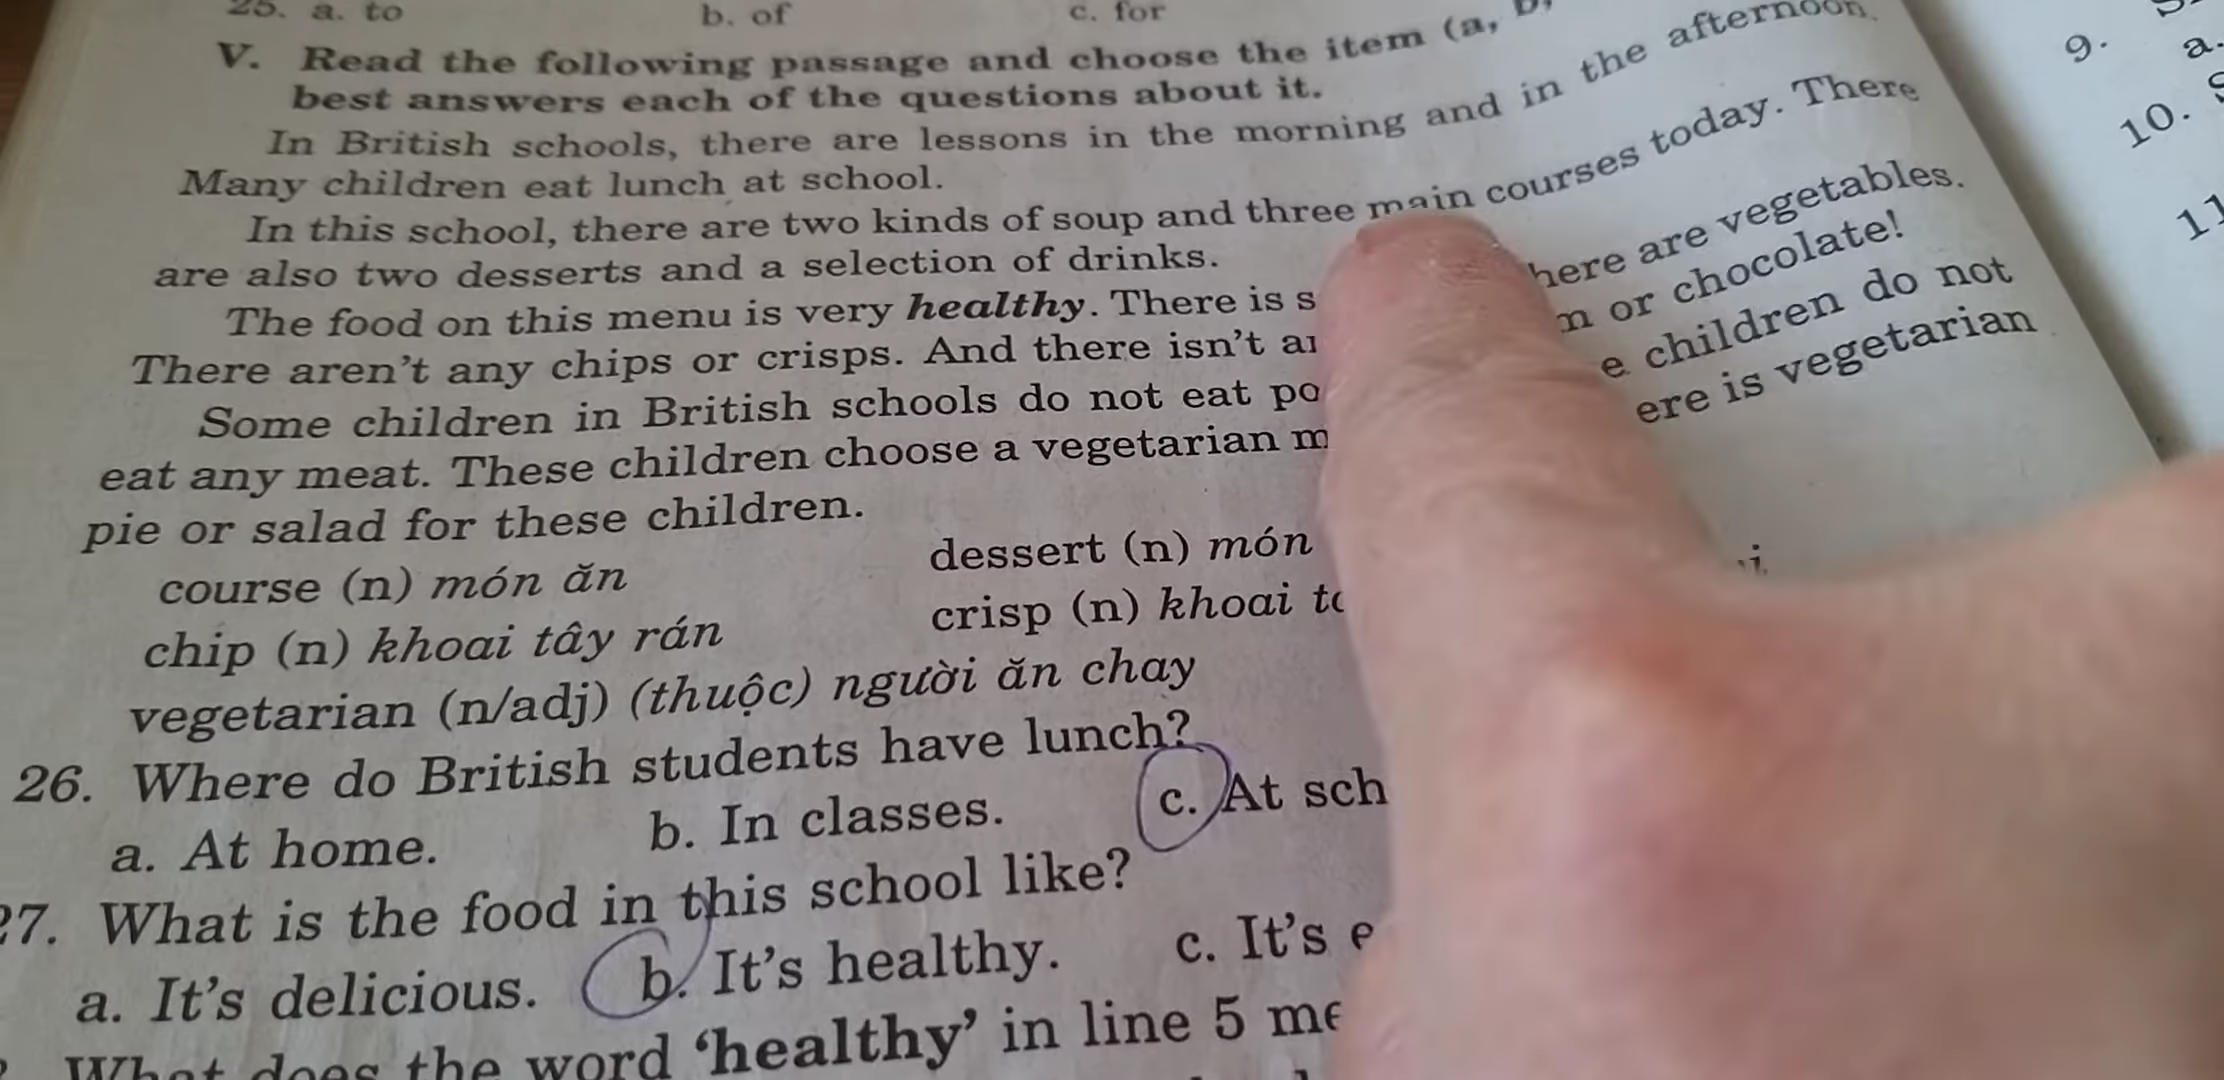 25. a. to b. of c. for
V. Read the following passage and choose the item (a, b,
best answers each of the questions about it.
In British schools, there are lessons in the morning and in the afternoon.
Many children eat lunch at school.
In this school, there are two kinds of soup and three main courses today. There
are also two desserts and a selection of drinks.
The food on this menu is very healthy. There is s here are vegetables.
There aren't any chips or crisps. And there isn't a m or chocolate!
Some children in British schools do not eat po e children do not
eat any meat. These children choose a vegetarian m ere is vegetarian
pie or salad for these children.
course (n) món ăn dessert (n) món
chip (n) khoai tây rán crisp (n) khoai t
vegetarian (n/adj) (thuộc) người ăn chay
26. Where do British students have lunch?
a. At home. b. In classes. c. At sch
27. What is the food in this school like?
a. It's delicious. b. It's healthy. c. It's e
What does the word 'healthy' in line 5 me
9.
a.
10. S
11